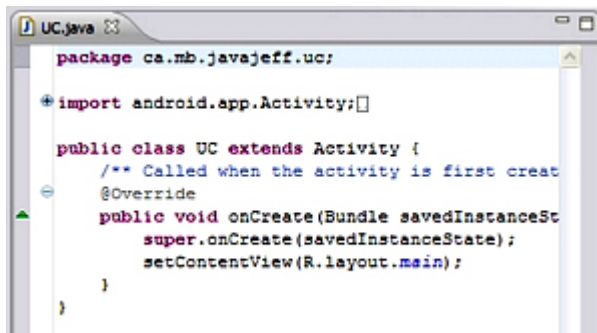 UC.java
package ca.mb.javajeff.uc;
import android.app.Activity;
public class UC extends Activity {
/** Called when the activity is first creat
@Override
public void onCreate(Bundle savedInstanceSt
super.onCreate(savedInstanceState);
setContentView(R.layout.main);
}
}